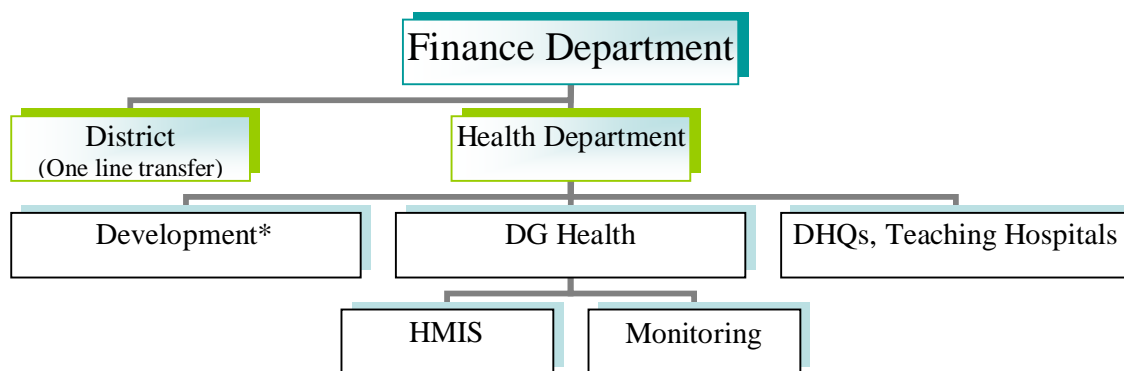 Finance Department
District
(One line transfer)
Health Department
Development*
DG Health
DHQs, Teaching Hospitals
HMIS
Monitoring